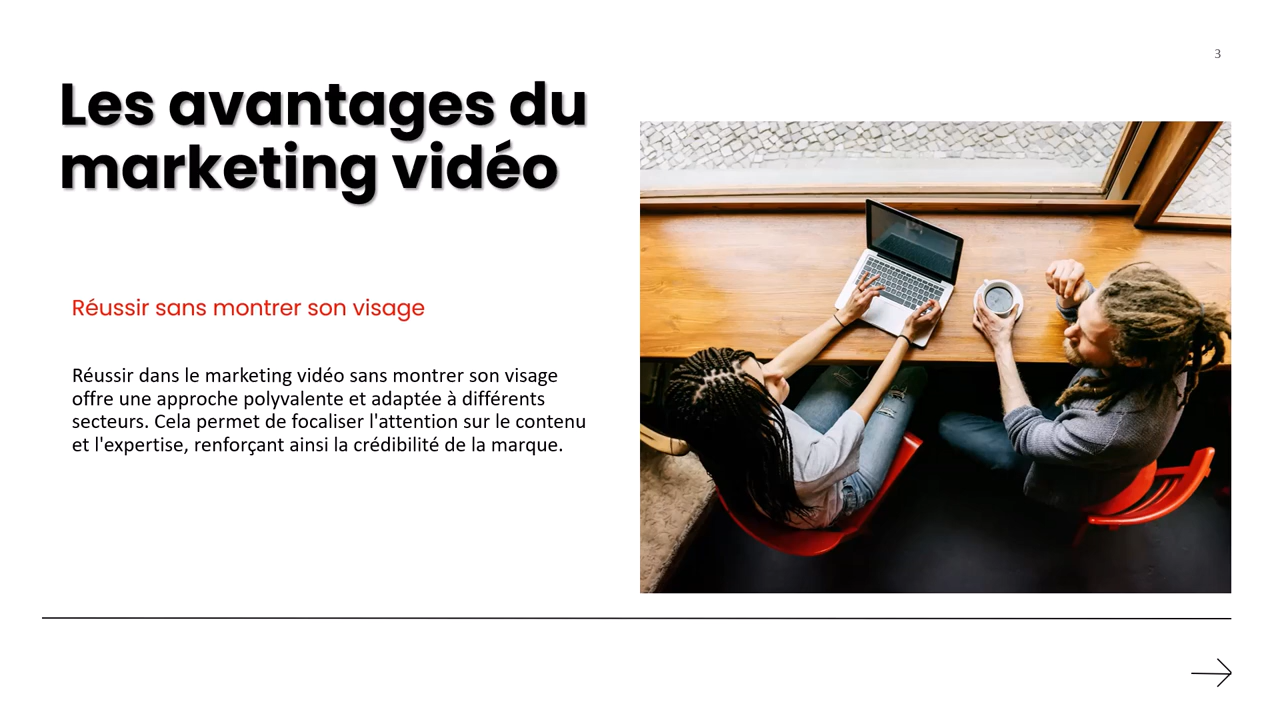 3
Les avantages du
marketing vidéo
Réussir sans montrer son visage
Réussir dans le marketing vidéo sans montrer son visage
offre une approche polyvalente et adaptée à différents
secteurs. Cela permet de focaliser l'attention sur le contenu
et l'expertise, renforçant ainsi la crédibilité de la marque.